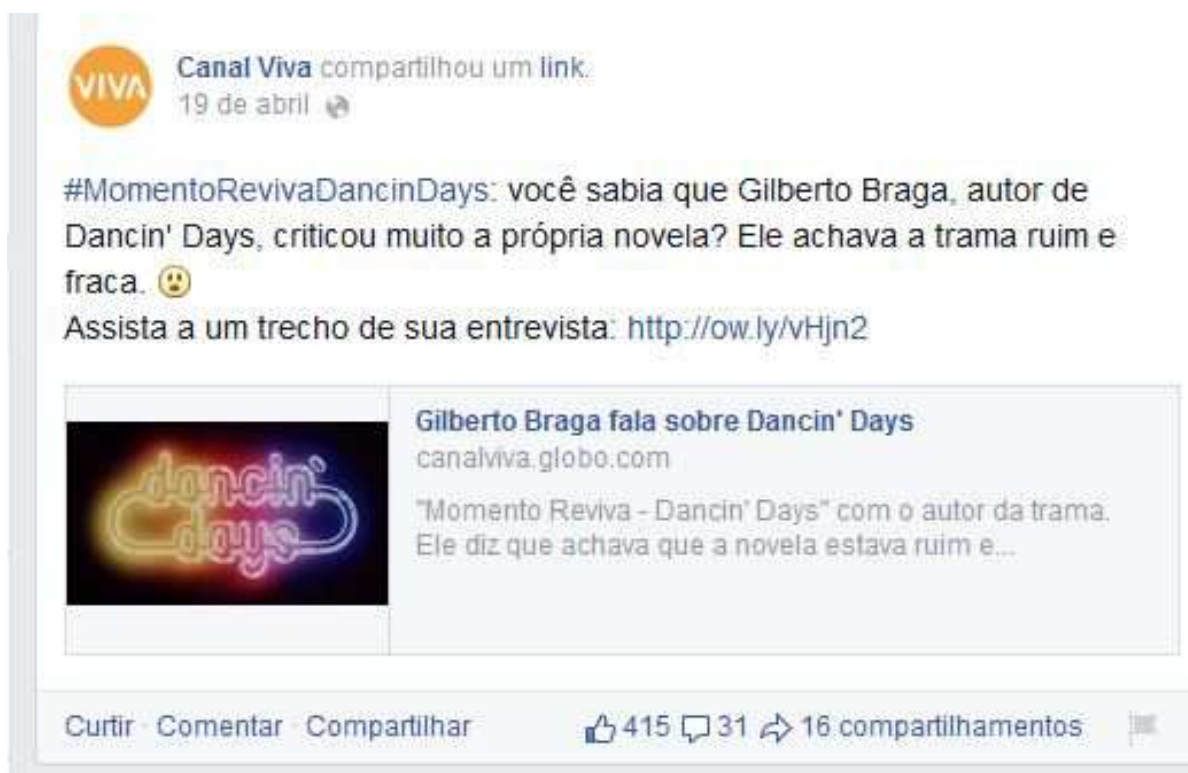 VIVA
Canal Viva compartilhou um link.
19 de abril
#MomentoRevivaDancinDays: você sabia que Gilberto Braga, autor de
Dancin' Days, criticou muito a própria novela? Ele achava a trama ruim e
fraca.
Assista a um trecho de sua entrevista: http://ow.ly/vHjn2
dancin'
days
Gilberto Braga fala sobre Dancin' Days
canalviva.globo.com
"Momento Reviva - Dancin' Days" com o autor da trama.
Ele diz que achava que a novela estava ruim e...
Curtir · Comentar · Compartilhar 415 31 16 compartilhamentos